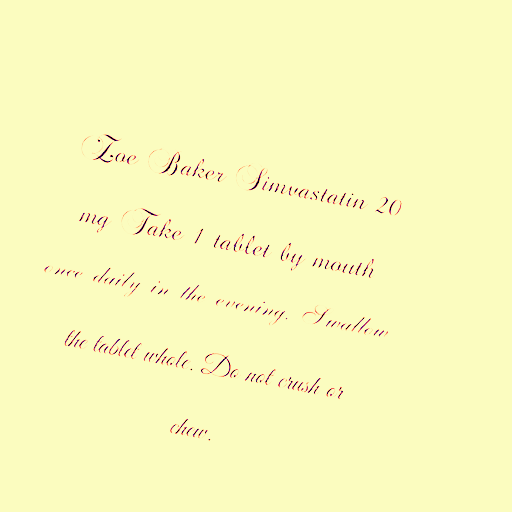 Zoe Baker Simvastatin 20
mg Take 1 tablet by mouth
once daily in the evening. Swallow
the tablet whole. Do not crush or
chew.